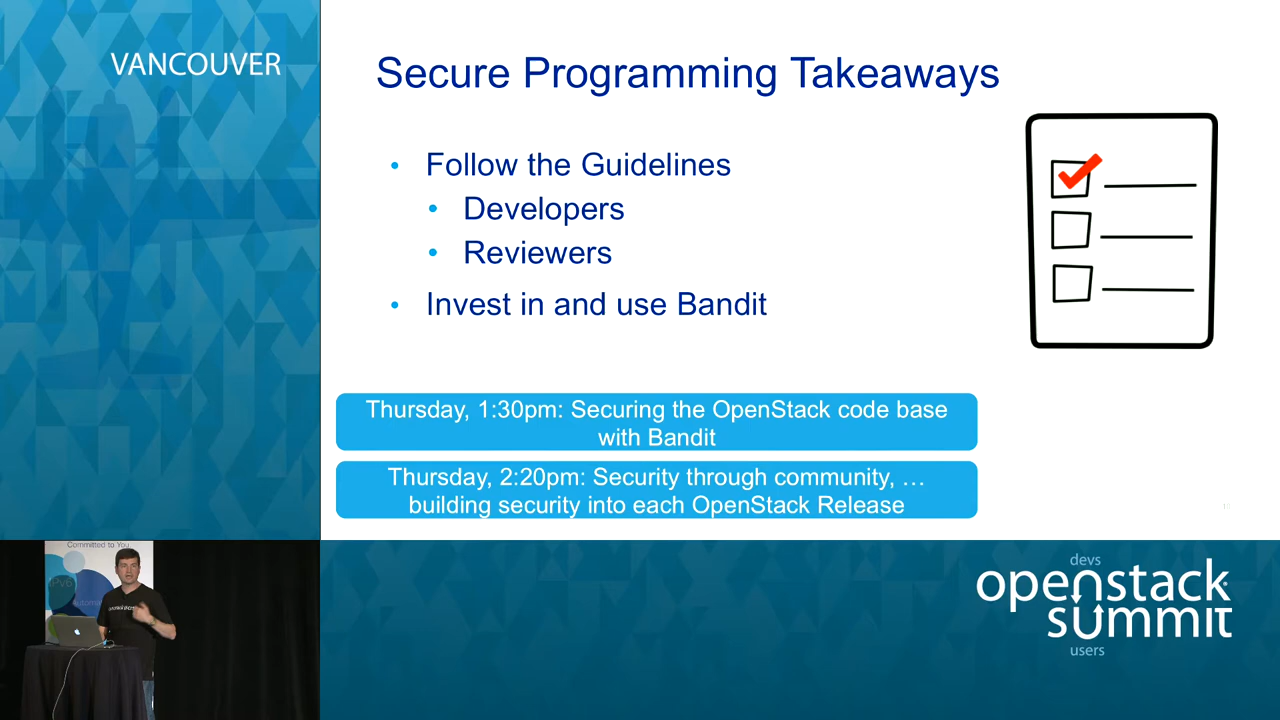 VANCOUVER
Secure Programming Takeaways
• Follow the Guidelines
• Developers
• Reviewers
• Invest in and use Bandit
Thursday, 1:30pm: Securing the OpenStack code base
with Bandit
Thursday, 2:20pm: Security through community, …
building security into each OpenStack Release
Committed to You
devs
openstack
summit
users